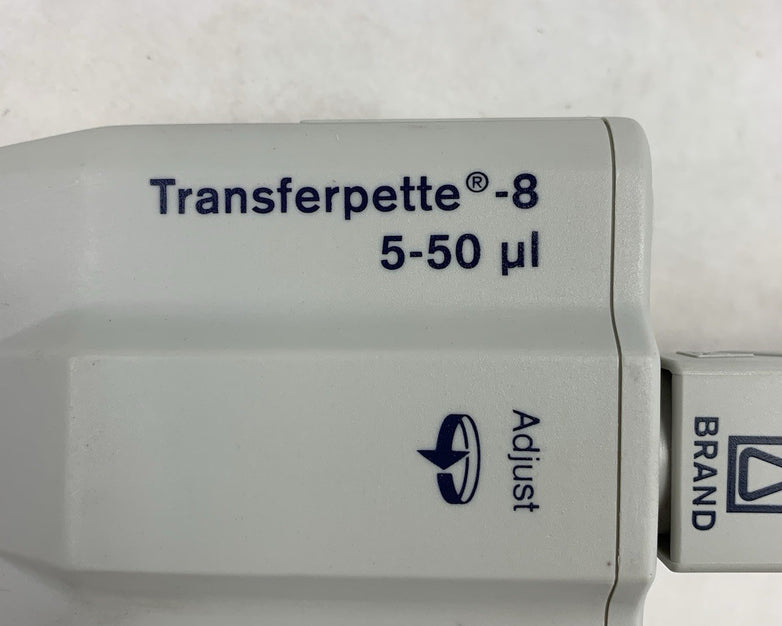 Transferpette®-8
5-50 µl
Adjust
BRAND